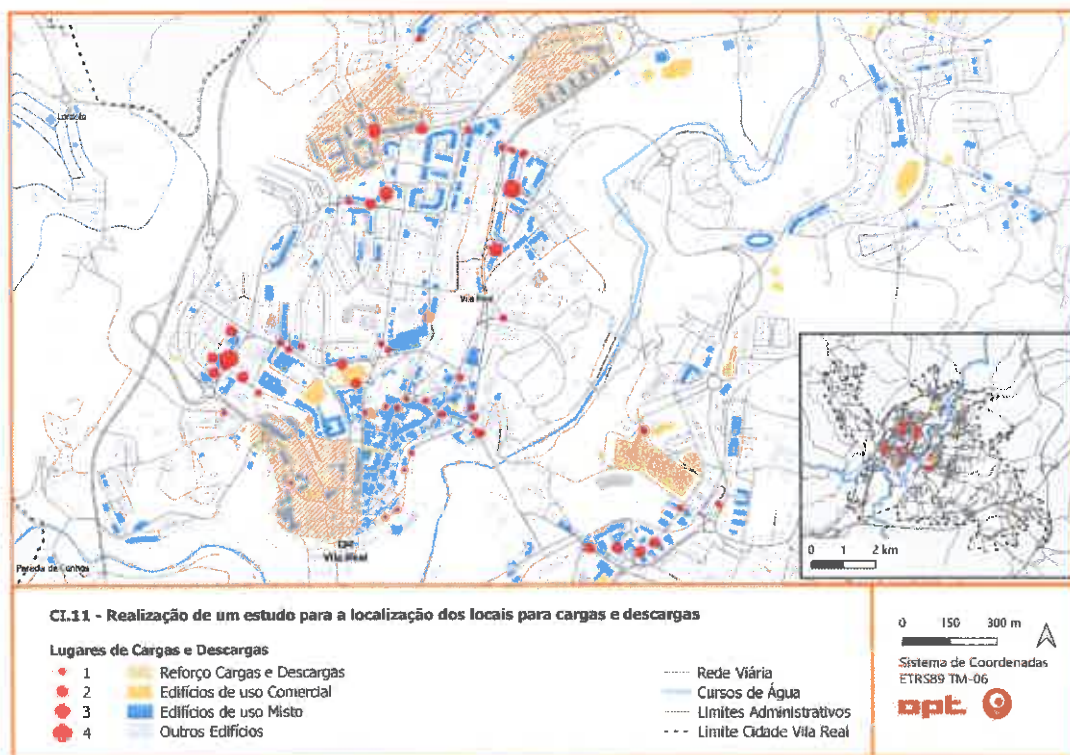 Lordelo
Vila Real
Vila Real
Parada de Cunhos
0 1 2 km
CI.11 - Realização de um estudo para a localização dos locais para cargas e descargas
Lugares de Cargas e Descargas
1
2
3
4
Reforço Cargas e Descargas
Edifícios de uso Comercial
Edifícios de uso Misto
Outros Edifícios
Rede Viária
Cursos de Água
Limites Administrativos
Limite Cidade Vila Real
0 150 300 m
Sistema de Coordenadas
ETRS89 TM-06
opt